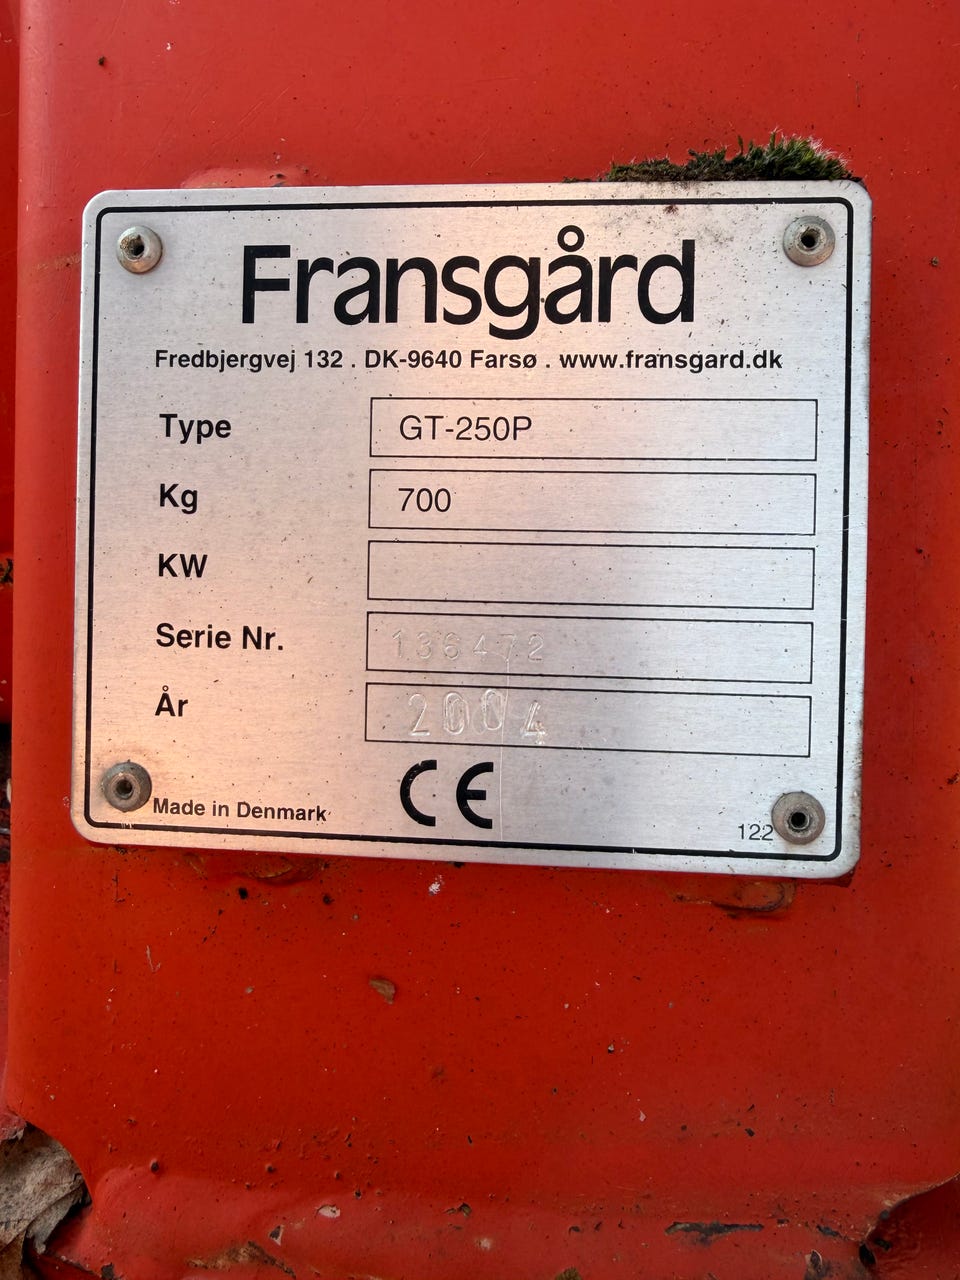 Fransgård
Fredbjergvej 132 . DK-9640 Farsø . www.fransgard.dk
Type GT-250P
Kg 700
KW
Serie Nr. 136472
År 2004
CE
Made in Denmark
122